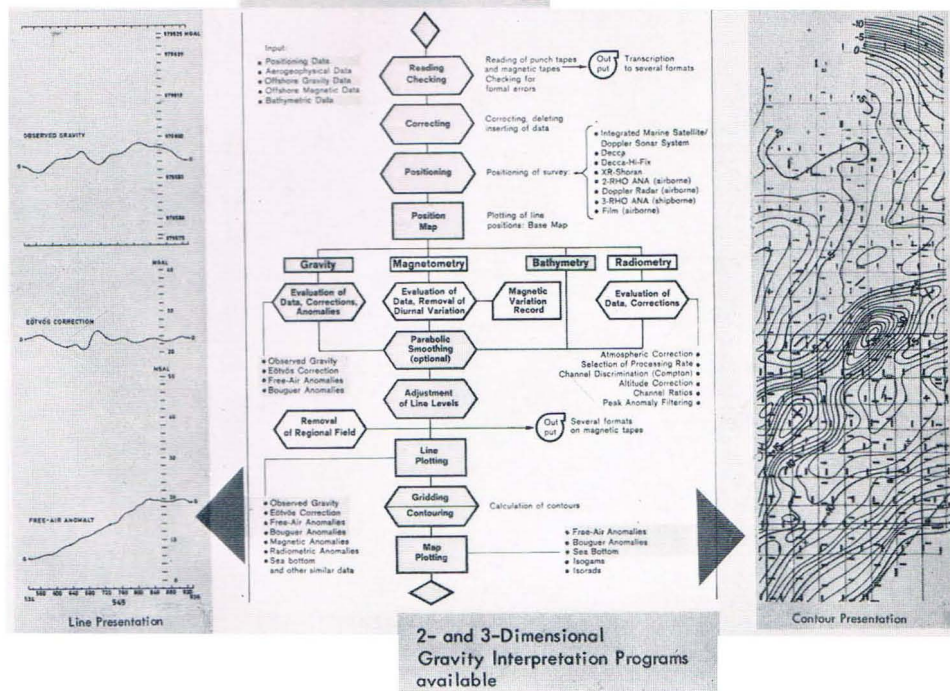 OBSERVED GRAVITY
EÖTVÖS CORRECTION
FREE-AIR ANOMALY
MGAL
Line Presentation
Input:
• Positioning Data
• Aerogeophysical Data
• Offshore Gravity Data
• Offshore Magnetic Data
• Bathymetric Data
Reading
Checking
Reading of punch tapes
and magnetic tapes
Checking for
formal errors
Out
put
Transcription
to several formats
Correcting
Correcting, deleting
inserting of data
Positioning
Positioning of survey:
• Integrated Marine Satellite/
Doppler Sonar System
• Decca
• Decca-Hi-Fix
• XR-Shoran
• 2-RHO ANA (airborne)
• Doppler Radar (airborne)
• 3-RHO ANA (shipborne)
• Film (airborne)
Position
Map
Plotting of line
positions: Base Map
Gravity
Magnetometry
Bathymetry
Radiometry
Evaluation of
Data, Corrections,
Anomalies
Evaluation of
Data, Removal of
Diurnal Variation
Magnetic
Variation
Record
Evaluation of
Data, Corrections
Parabolic
Smoothing
(optional)
• Observed Gravity
• Eötvös Correction
• Free-Air Anomalies
• Bouguer Anomalies
Atmospheric Correction •
Selection of Processing Rate •
Channel Discrimination (Compton) •
Altitude Correction •
Channel Ratios •
Peak Anomaly Filtering •
Adjustment
of Line Levels
Removal
of Regional Field
Out
put
Several formats
on magnetic tapes
Line
Plotting
Gridding
Contouring
Calculation of contours
• Observed Gravity
• Eötvös Correction
• Free-Air Anomalies
• Bouguer Anomalies
• Magnetic Anomalies
• Radiometric Anomalies
• Sea bottom
and other similar data
Map
Plotting
• Free-Air Anomalies
• Bouguer Anomalies
• Sea Bottom
• Isogams
• Isorads
-10
-5
0
Contour Presentation
2- and 3-Dimensional
Gravity Interpretation Programs
available